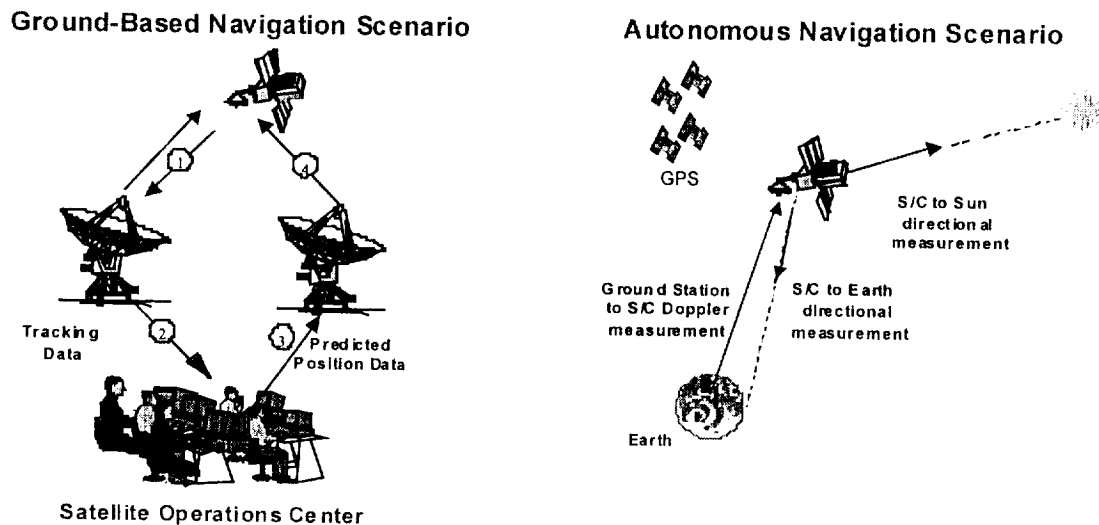 Ground-Based Navigation Scenario
1
4
2
3
Tracking
Data
Predicted
Position Data
Satellite Operations Center
Autonomous Navigation Scenario
GPS
S/C to Sun
directional
measurement
Ground Station
to S/C Doppler
measurement
S/C to Earth
directional
measurement
Earth